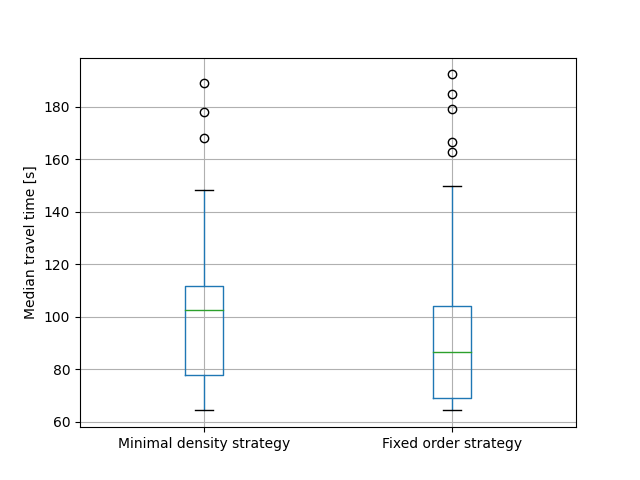 Median travel time [s]
180
160
140
120
100
80
60
Minimal density strategy
Fixed order strategy